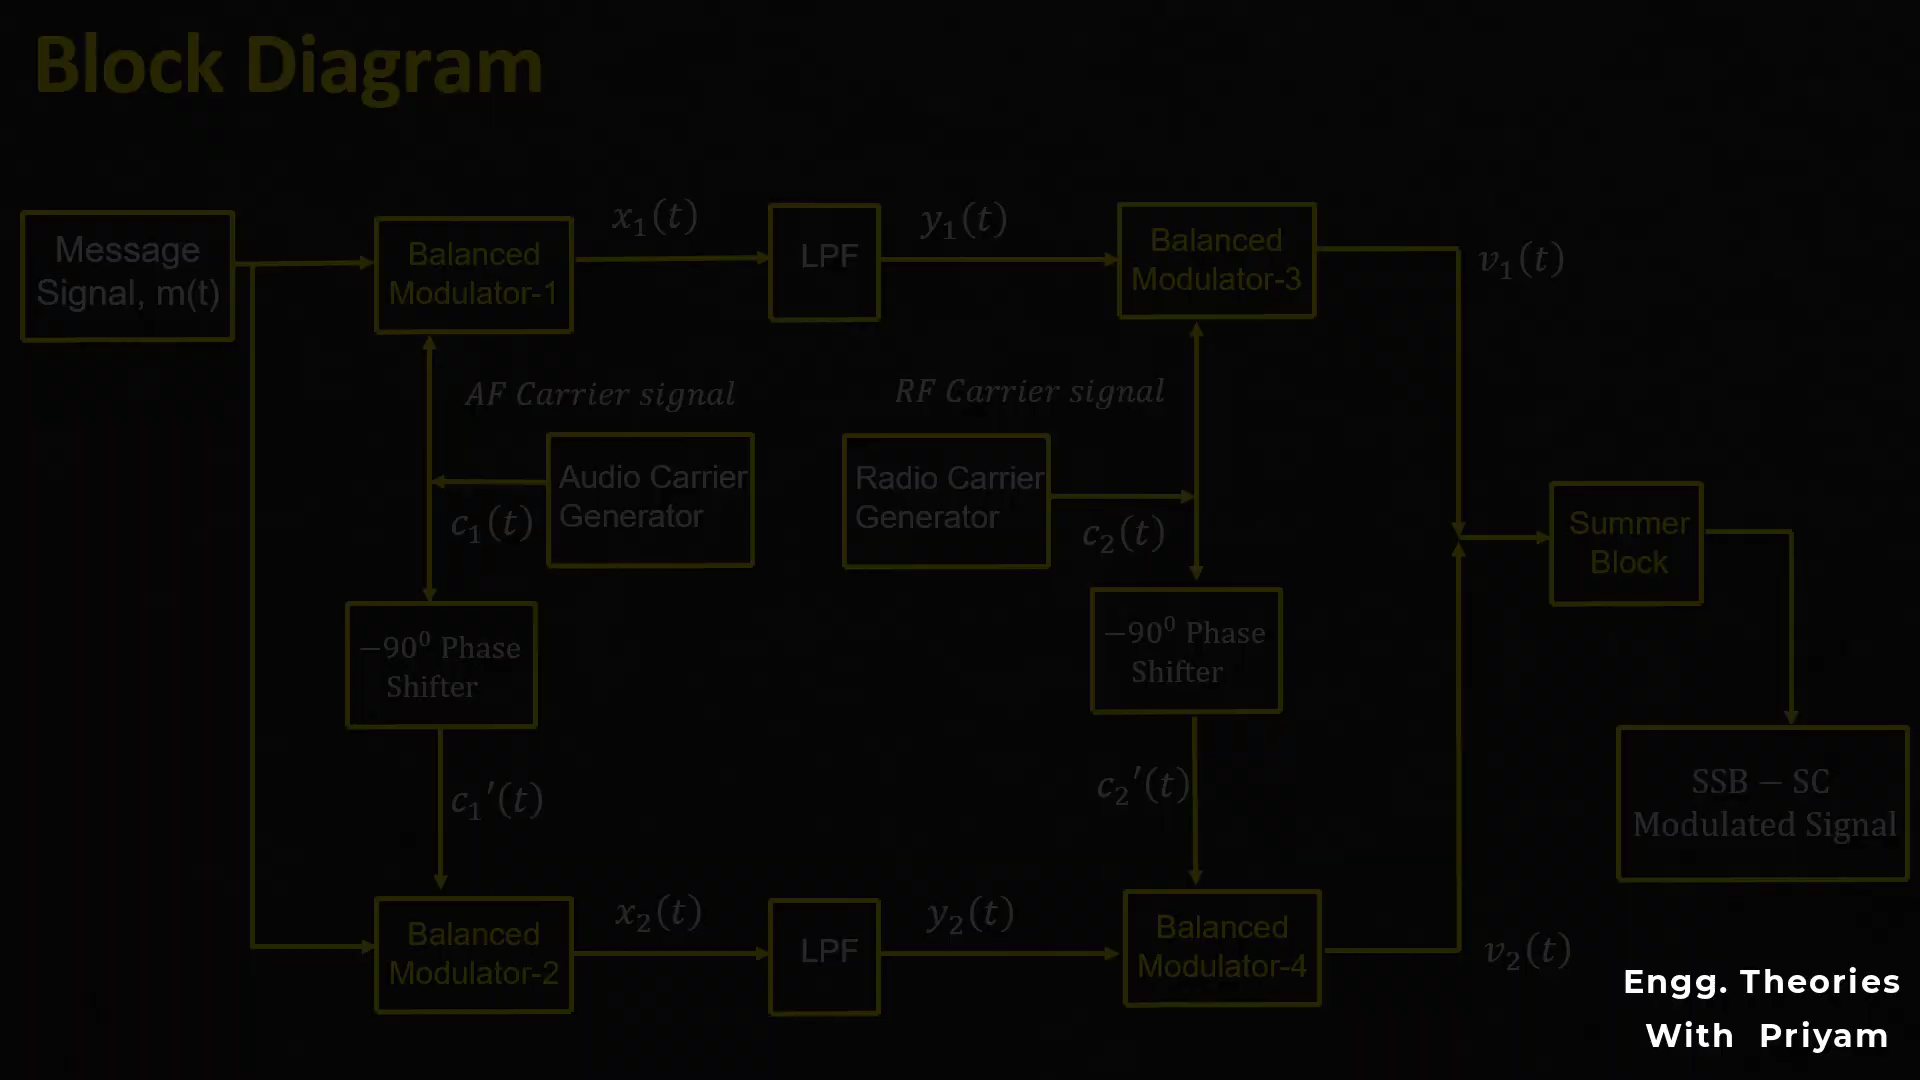 Block Diagram
Message
Signal, m(t)
Balanced
Modulator-1
x₁(t)
LPF
y₁(t)
Balanced
Modulator-3
v₁(t)
AF Carrier signal
RF Carrier signal
Audio Carrier
Generator
c₁(t)
Radio Carrier
Generator
c₂(t)
Summer
Block
−90⁰ Phase
Shifter
−90⁰ Phase
Shifter
c₁′(t)
c₂′(t)
SSB − SC
Modulated Signal
Balanced
Modulator-2
x₂(t)
LPF
y₂(t)
Balanced
Modulator-4
v₂(t)
Engg. Theories
With Priyam